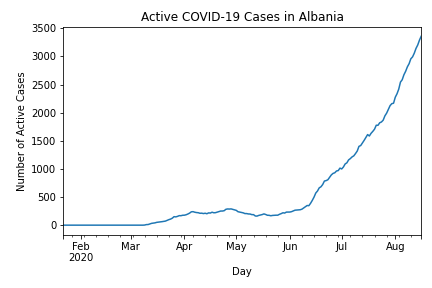 Active COVID-19 Cases in Albania
Number of Active Cases
3500
3000
2500
2000
1500
1000
500
0
Feb
2020
Mar
Apr
May
Jun
Jul
Aug
Day